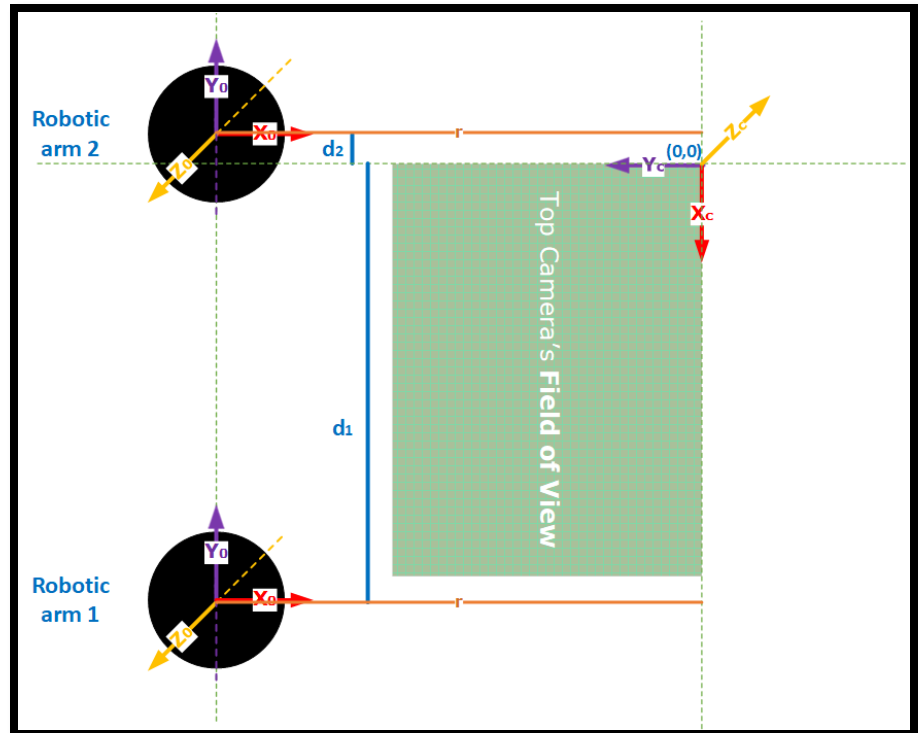 Y₀
Robotic
arm 2
X₀
r
d₂
Z₀
(0,0)
Zc
Yc
Xc
Top Camera's Field of View
d₁
Y₀
Robotic
arm 1
X₀
r
Z₀